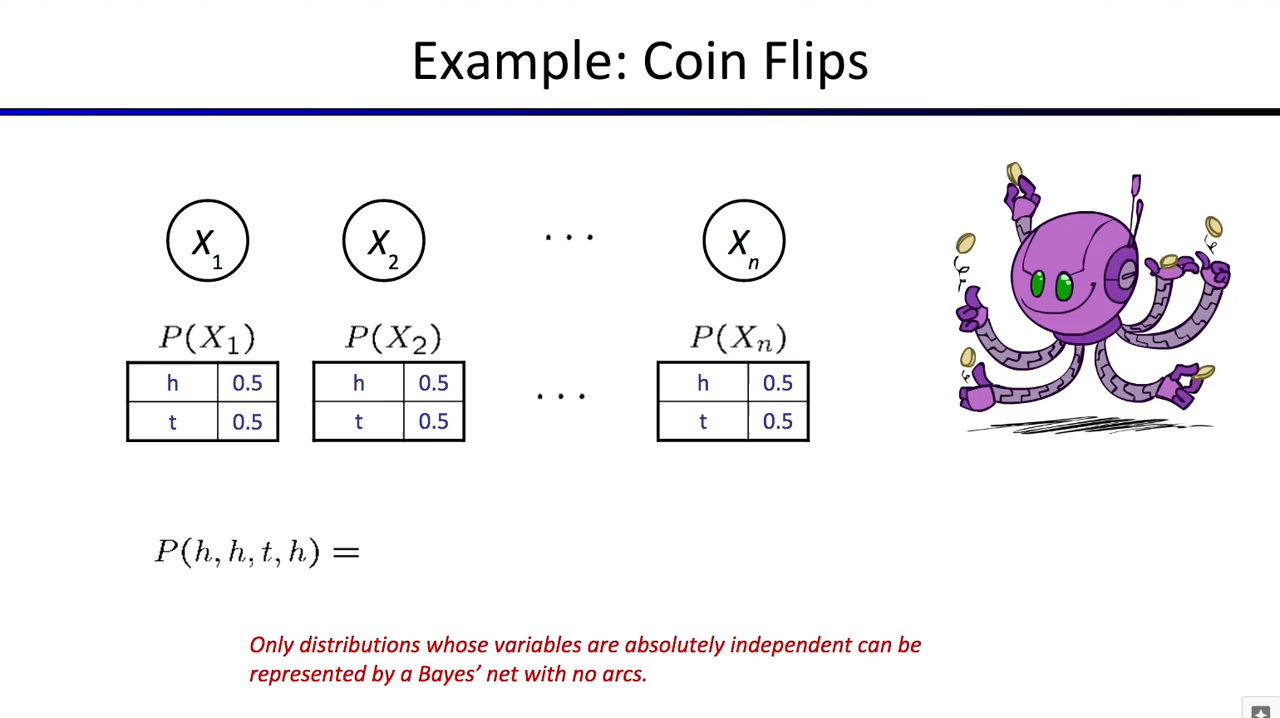 Example: Coin Flips
X₁ X₂ · · · Xₙ
P(X₁) P(X₂) P(Xₙ)
h 0.5 h 0.5 h 0.5
· · ·
t 0.5 t 0.5 t 0.5
P(h, h, t, h) =
Only distributions whose variables are absolutely independent can be
represented by a Bayes’ net with no arcs.